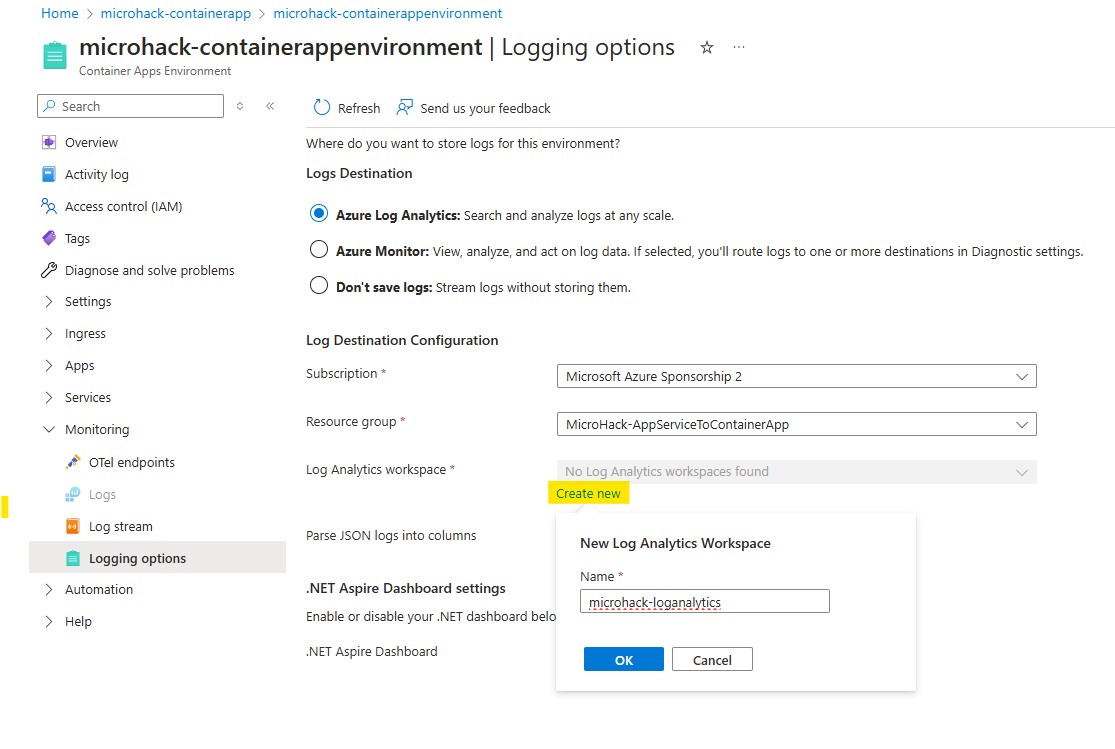 Home > microhack-containerapp > microhack-containerappenvironment
microhack-containerappenvironment | Logging options
Container Apps Environment
Search
Refresh Send us your feedback
Overview
Activity log
Access control (IAM)
Tags
Diagnose and solve problems
Settings
Ingress
Apps
Services
Monitoring
OTel endpoints
Logs
Log stream
Logging options
Automation
Help
Where do you want to store logs for this environment?
Logs Destination
Azure Log Analytics: Search and analyze logs at any scale.
Azure Monitor: View, analyze, and act on log data. If selected, you'll route logs to one or more destinations in Diagnostic settings.
Don't save logs: Stream logs without storing them.
Log Destination Configuration
Subscription * Microsoft Azure Sponsorship 2
Resource group * MicroHack-AppServiceToContainerApp
Log Analytics workspace * No Log Analytics workspaces found
Create new
Parse JSON logs into columns
.NET Aspire Dashboard settings
Enable or disable your .NET dashboard belo
.NET Aspire Dashboard
New Log Analytics Workspace
Name *
microhack-loganalytics
OK Cancel